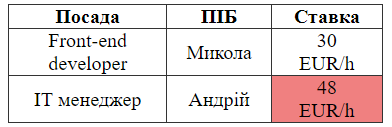 Посада ПІБ Ставка
Front-end developer Микола 30 EUR/h
IT менеджер Андрій 48 EUR/h